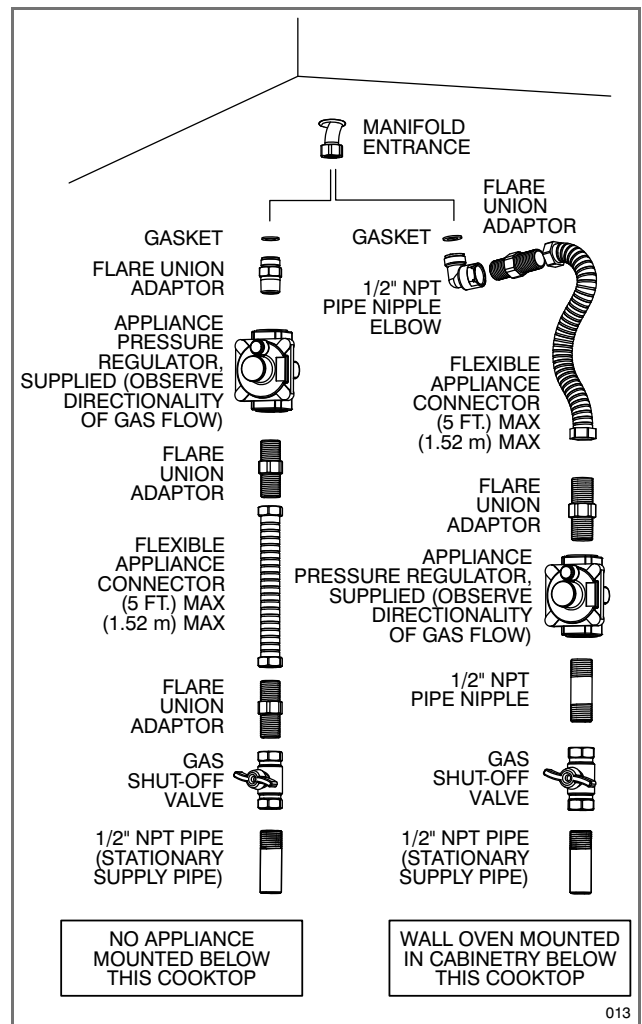 MANIFOLD
ENTRANCE
GASKET
FLARE UNION
ADAPTOR
APPLIANCE
PRESSURE
REGULATOR,
SUPPLIED (OBSERVE
DIRECTIONALITY
OF GAS FLOW)
FLARE
UNION
ADAPTOR
FLEXIBLE
APPLIANCE
CONNECTOR
(5 FT.) MAX
(1.52 m) MAX
FLARE
UNION
ADAPTOR
GAS
SHUT-OFF
VALVE
1/2" NPT PIPE
(STATIONARY
SUPPLY PIPE)
NO APPLIANCE
MOUNTED BELOW
THIS COOKTOP
FLARE
UNION
ADAPTOR
GASKET
1/2" NPT
PIPE NIPPLE
ELBOW
FLEXIBLE
APPLIANCE
CONNECTOR
(5 FT.) MAX
(1.52 m) MAX
FLARE
UNION
ADAPTOR
APPLIANCE
PRESSURE REGULATOR,
SUPPLIED (OBSERVE
DIRECTIONALITY
OF GAS FLOW)
1/2" NPT
PIPE NIPPLE
GAS
SHUT-OFF
VALVE
1/2" NPT PIPE
(STATIONARY
SUPPLY PIPE)
WALL OVEN MOUNTED
IN CABINETRY BELOW
THIS COOKTOP
013